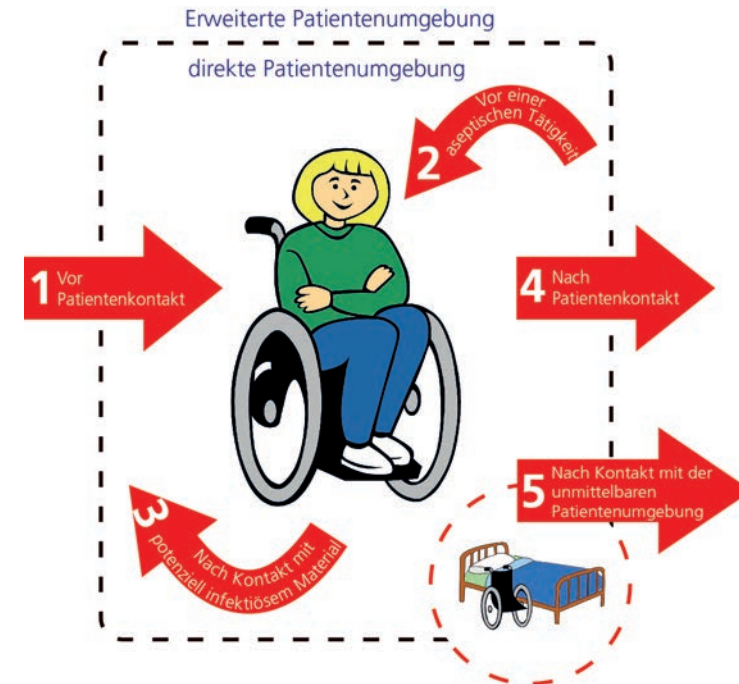 Erweiterte Patientenumgebung
direkte Patientenumgebung
1 Vor
Patientenkontakt
2 Vor einer
aseptischen Tätigkeit
3 Nach Kontakt mit
potenziell infektiösem Material
4 Nach
Patientenkontakt
5 Nach Kontakt mit der
unmittelbaren
Patientenumgebung